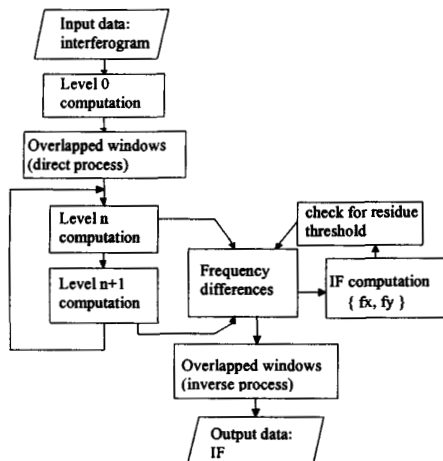 Input data:
interferogram
Level 0
computation
Overlapped windows
(direct process)
Level n
computation
Level n+1
computation
Frequency
differences
check for residue
threshold
IF computation
{ fx, fy }
Overlapped windows
(inverse process)
Output data:
IF